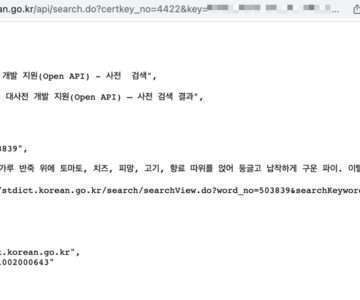 an.go.kr/api/search.do?certkey_no=4422&key=
...
개발 지원(Open API) - 사전 검색",
대사전 개발 지원(Open API) – 사전 검색 결과",
3839",
가루 반죽 위에 토마토, 치즈, 피망, 고기, 향료 따위를 얹어 둥글고 납작하게 구운 파이. 이탈
/stdict.korean.go.kr/search/searchView.do?word_no=503839&searchKeyword
t.korean.go.kr",
1002000643"